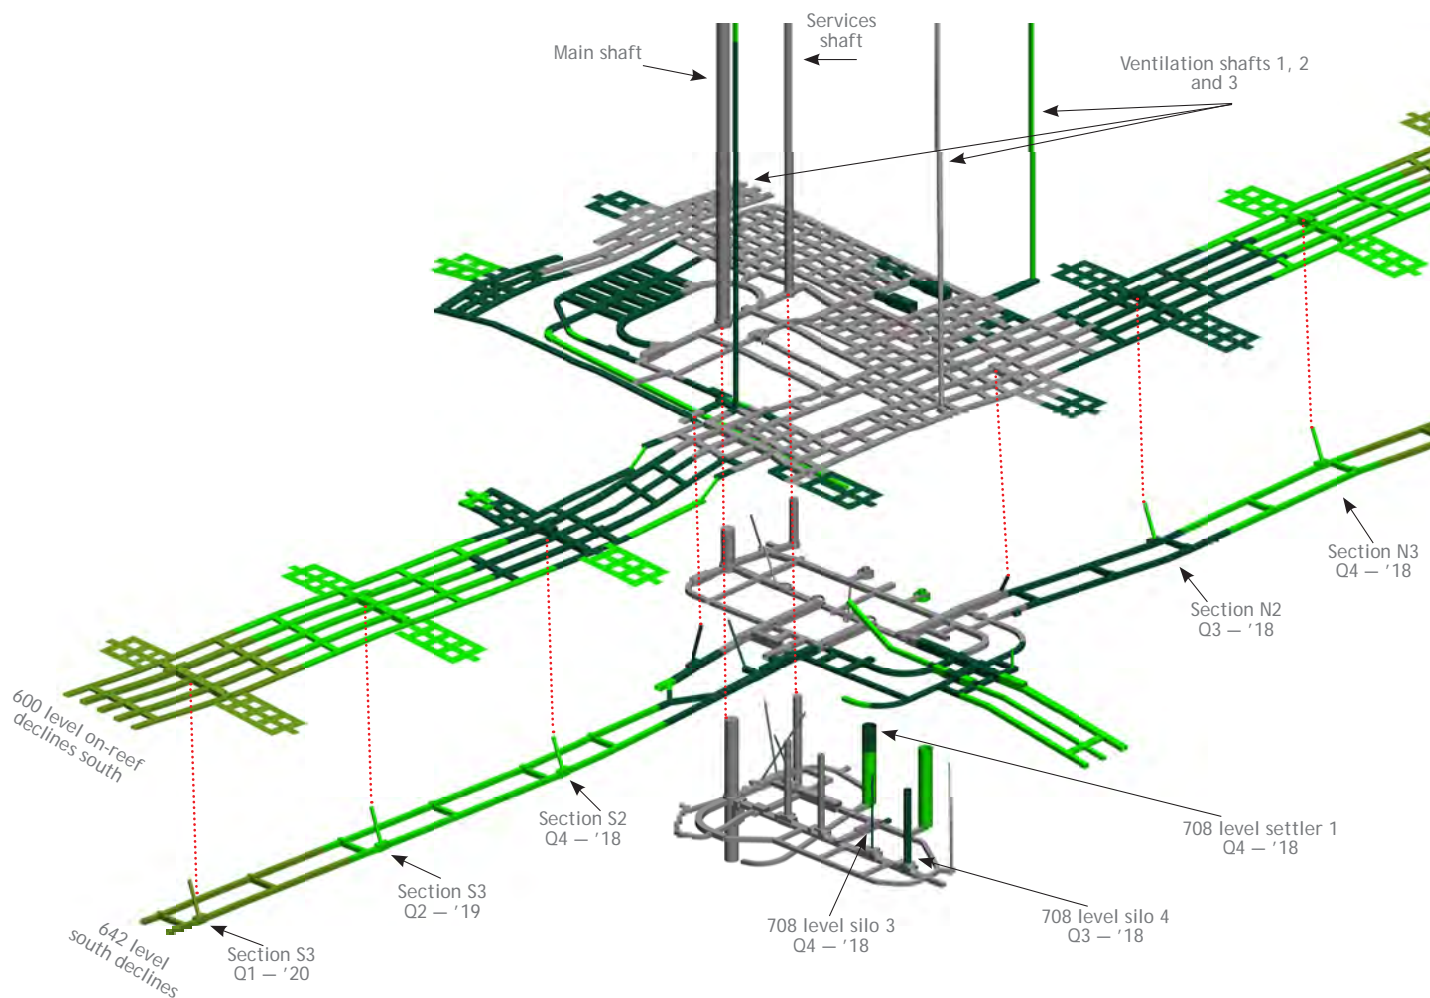 Services
shaft
Main shaft
Ventilation shafts 1, 2
and 3
Section N3
Q4 — '18
Section N2
Q3 — '18
600 level on-reef
declines south
Section S2
Q4 — '18
708 level settler 1
Q4 — '18
Section S3
Q2 — '19
708 level silo 3
Q4 — '18
708 level silo 4
Q3 — '18
642 level
south declines
Section S3
Q1 — '20